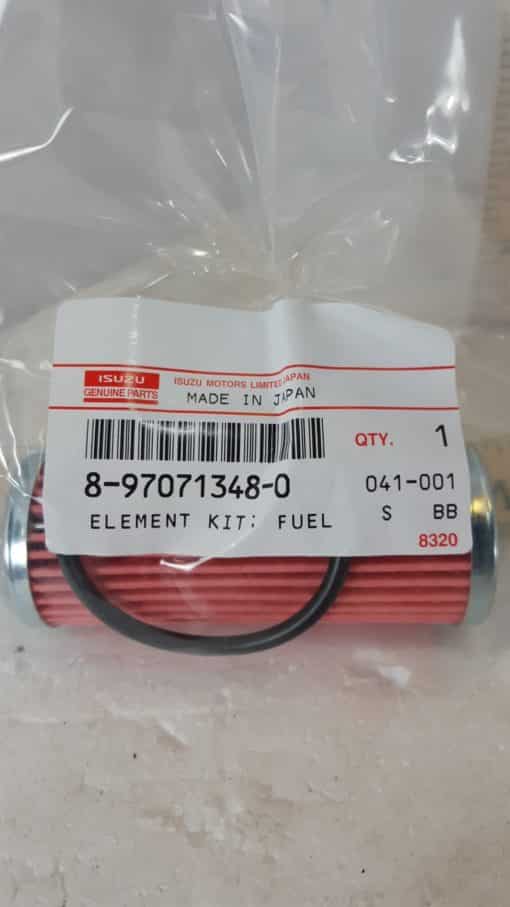 ISUZU
GENUINE PARTS
ISUZU MOTORS LIMITED JAPAN
MADE IN JAPAN
QTY. 1
8-97071348-0
041-001
ELEMENT KIT; FUEL
S BB
8320